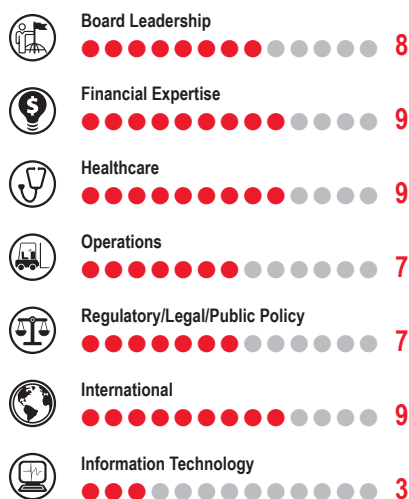 Board Leadership
8
Financial Expertise
$
9
Healthcare
9
Operations
7
Regulatory/Legal/Public Policy
7
International
9
Information Technology
3